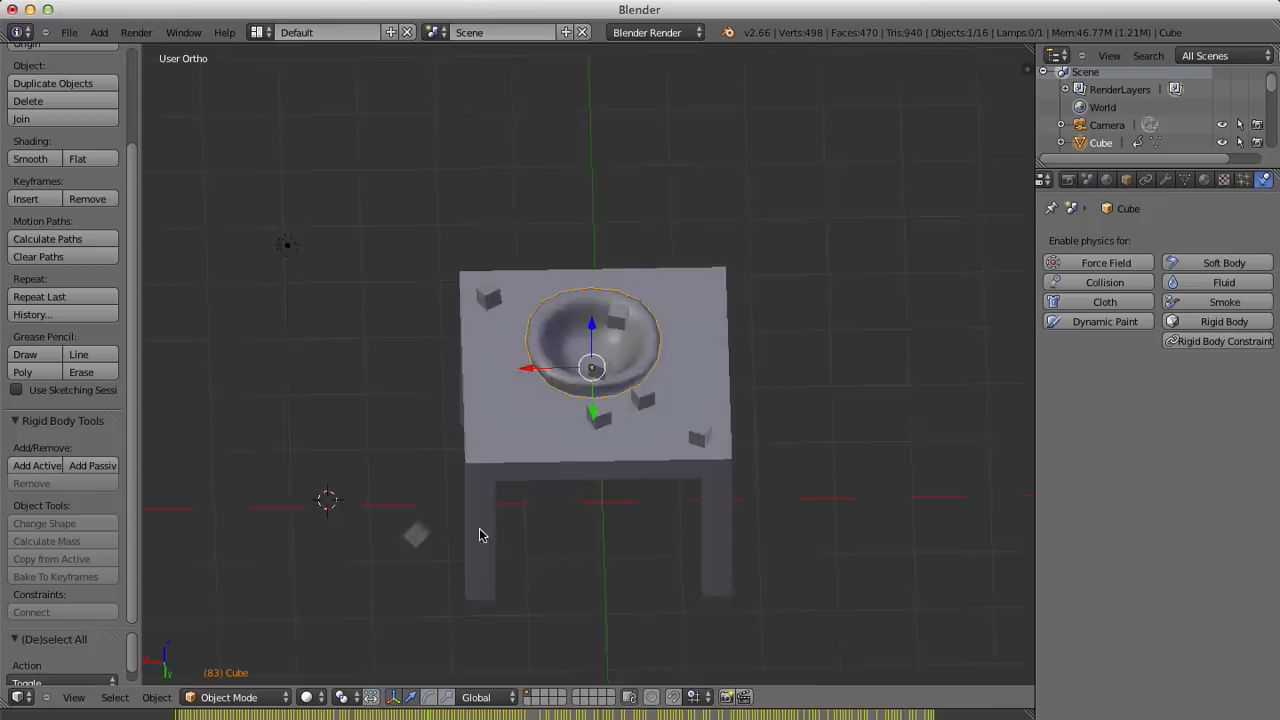 Blender
File Add Render Window Help Default Scene Blender Render v2.66 | Verts:498 | Faces:470 | Tris:940 | Objects:1/16 | Lamps:0/1 | Mem:46.77M (1.21M) | Cube
User Ortho
Origin
Object:
Duplicate Objects
Delete
Join
Shading:
Smooth Flat
Keyframes:
Insert Remove
Motion Paths:
Calculate Paths
Clear Paths
Repeat:
Repeat Last
History...
Grease Pencil:
Draw Line
Poly Erase
Use Sketching Sessi
Rigid Body Tools
Add/Remove:
Add Active Add Passiv
Remove
Object Tools:
Change Shape
Calculate Mass
Copy from Active
Bake To Keyframes
Constraints:
Connect
(De)select All
Action
Toggle
(83) Cube
View Select Object Object Mode Global
View Search All Scenes
Scene
RenderLayers
World
Camera
Cube
Cube
Enable physics for:
Force Field Soft Body
Collision Fluid
Cloth Smoke
Dynamic Paint Rigid Body
Rigid Body Constraint